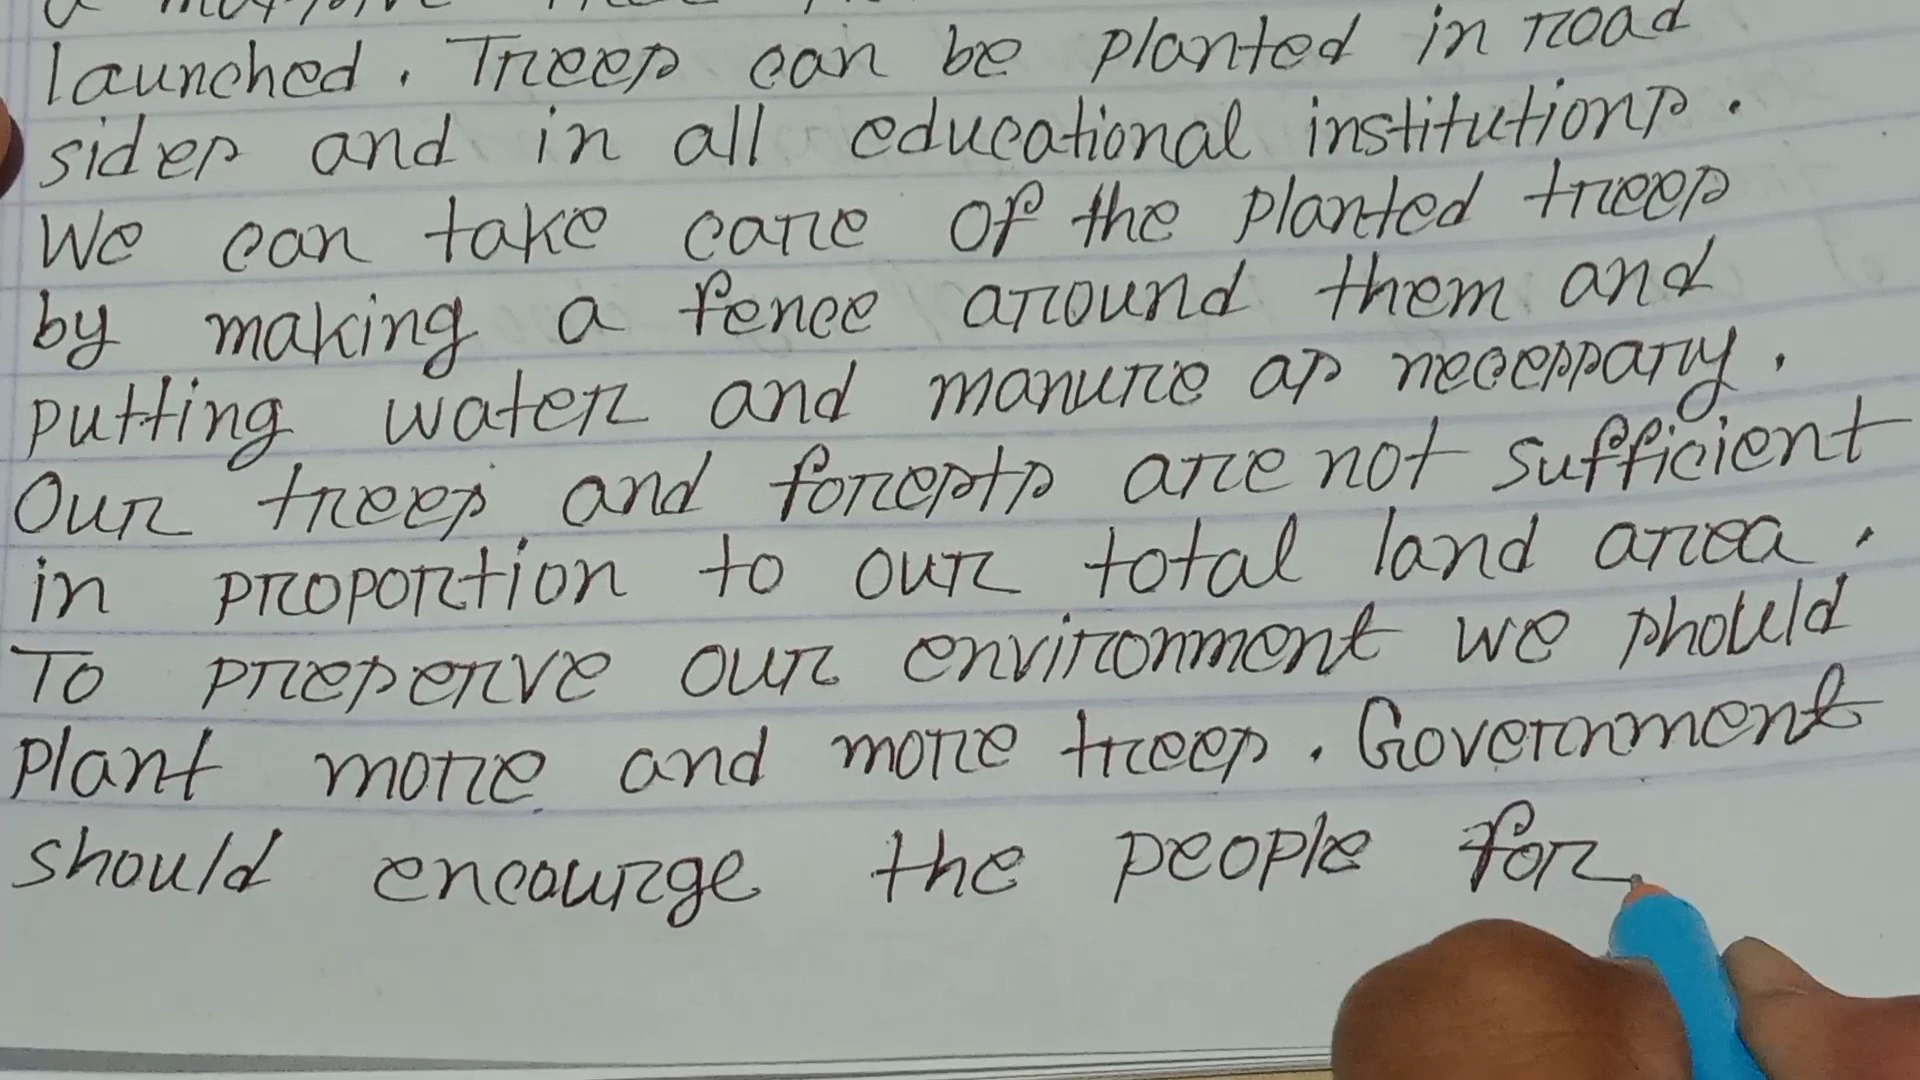 launched. Trees can be planted in road
sides and in all educational institutions.
We can take care of the planted trees
by making a fence around them and
putting water and manure as necessary.
Our trees and forests are not sufficient
in proportion to our total land area.
To preserve our environment we should
plant more and more trees. Government
should encourge the people for